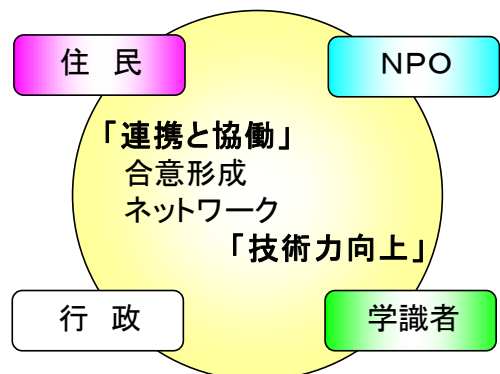 住 民
NPO
「連携と協働」
合意形成
ネットワーク
「技術力向上」
行 政
学識者